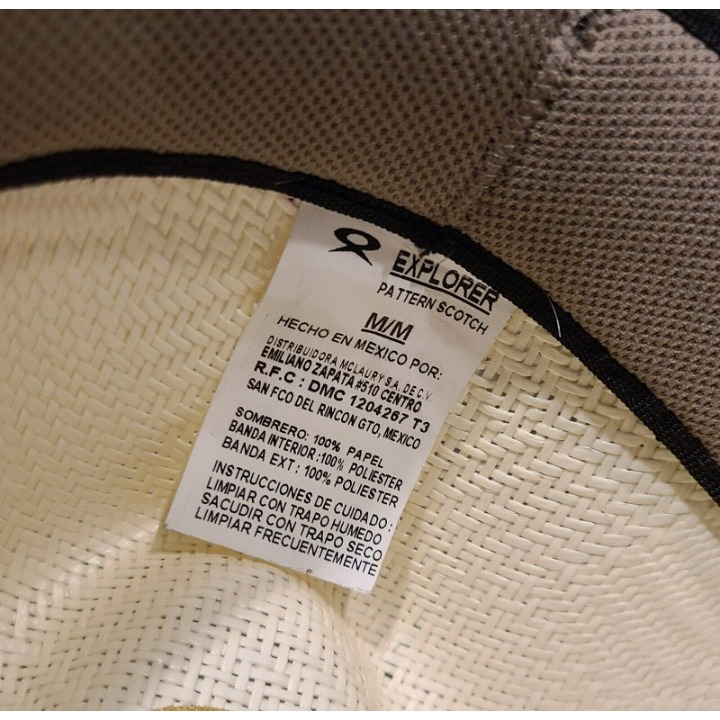 EXPLORER
PATTERN SCOTCH
M/M
HECHO EN MEXICO POR:
DISTRIBUIDORA MCLAURY S.A. DE C.V.
EMILIANO ZAPATA #510 CENTRO
R.F.C : DMC 1204267 T3
SAN FCO DEL RINCON GTO, MEXICO
SOMBRERO: 100% PAPEL
BANDA INTERIOR :100% POLIESTER
BANDA EXT : 100% POLIESTER
INSTRUCCIONES DE CUIDADO :
LIMPIAR CON TRAPO HUMEDO
SACUDIR CON TRAPO SECO
LIMPIAR FRECUENTEMENTE